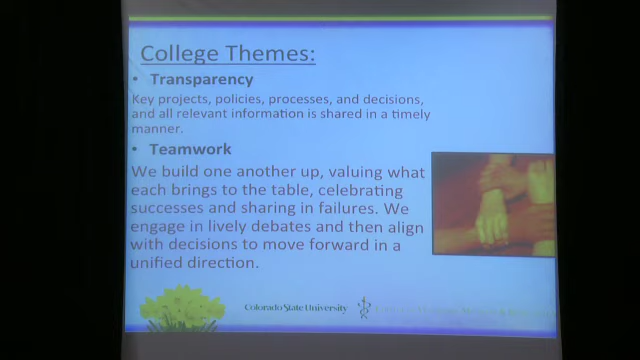 College Themes:
• Transparency
Key projects, policies, processes, and decisions,
and all relevant information is shared in a timely
manner.
• Teamwork
We build one another up, valuing what
each brings to the table, celebrating
successes and sharing in failures. We
engage in lively debates and then align
with decisions to move forward in a
unified direction.
Colorado State University